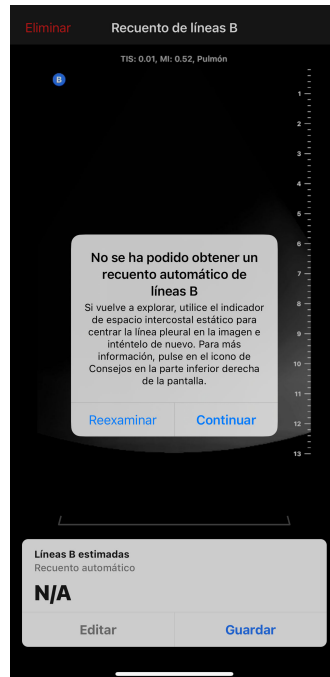 Eliminar
Recuento de líneas B
TIS: 0.01, MI: 0.52, Pulmón
B
1
2
3
4
5
6
No se ha podido obtener un
recuento automático de
líneas B
Si vuelve a explorar, utilice el indicador
de espacio intercostal estático para
centrar la línea pleural en la imagen e
inténtelo de nuevo. Para más
información, pulse en el icono de
Consejos en la parte inferior derecha
de la pantalla.
Reexaminar
Continuar
7
8
9
10
11
12
13
Líneas B estimadas
Recuento automático
N/A
Editar
Guardar